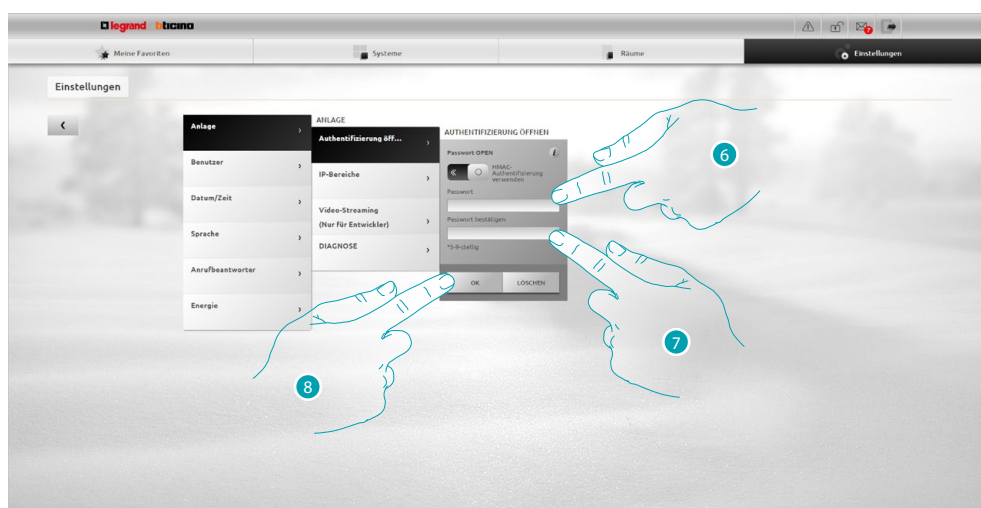 legrand bticino
7
Meine Favoriten
Systeme
Räume
Einstellungen
Einstellungen
Anlage
Benutzer
Datum/Zeit
Sprache
Anrufbeantworter
Energie
ANLAGE
Authentifizierung öff...
IP-Bereiche
Video-Streaming
(Nur für Entwickler)
DIAGNOSE
AUTHENTIFIZIERUNG ÖFFNEN
Passwort OPEN
i
HMAC-
Authentifizierung
verwenden
Passwort
Passwort bestätigen
*5-9-stellig
OK
LÖSCHEN
6
7
8